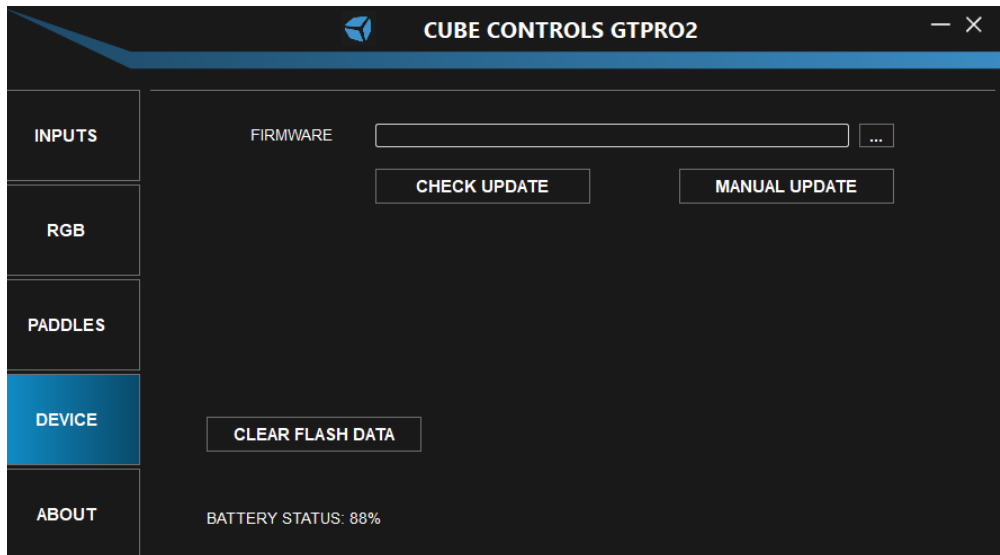 CUBE CONTROLS GTPRO2
INPUTS
RGB
PADDLES
DEVICE
ABOUT
FIRMWARE
...
CHECK UPDATE
MANUAL UPDATE
CLEAR FLASH DATA
BATTERY STATUS: 88%